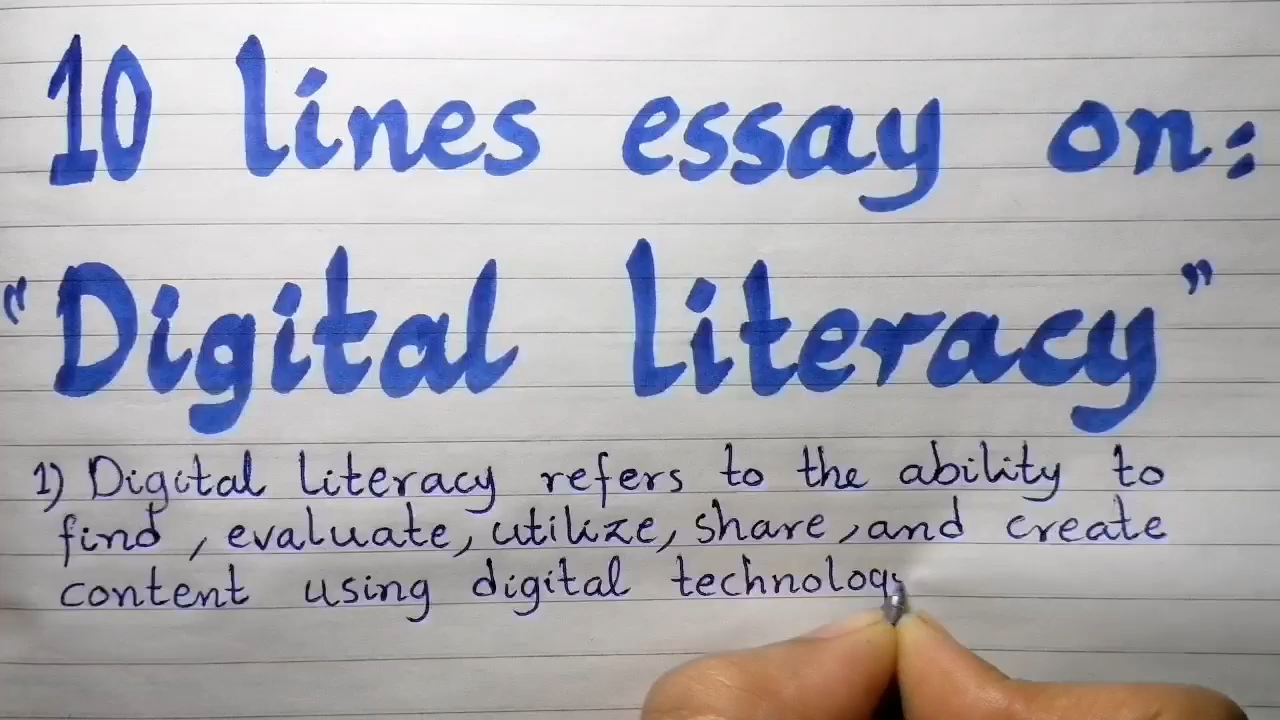 10 lines essay on:
"Digital literacy"
1) Digital literacy refers to the ability to
find, evaluate, utilize, share, and create
content using digital technology